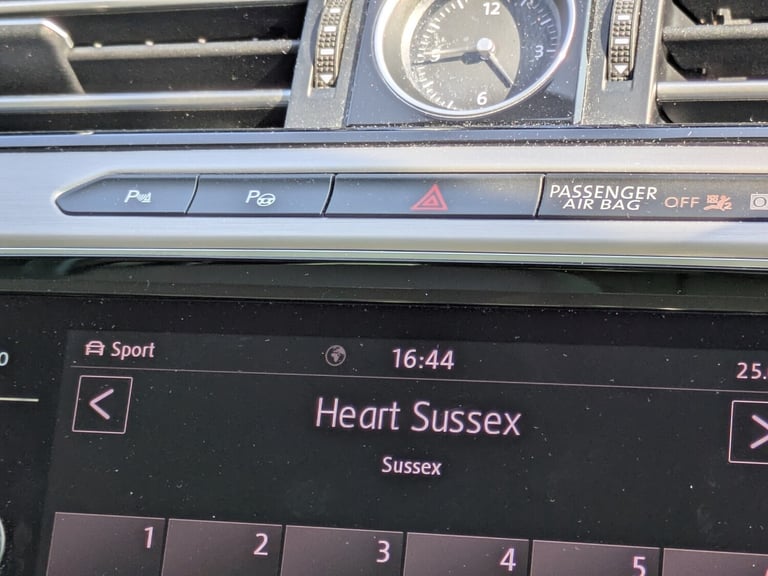 12
9 3
6
P P PASSENGER
AIR BAG OFF
Sport 16:44 25.
Heart Sussex
Sussex
1 2 3 4 5